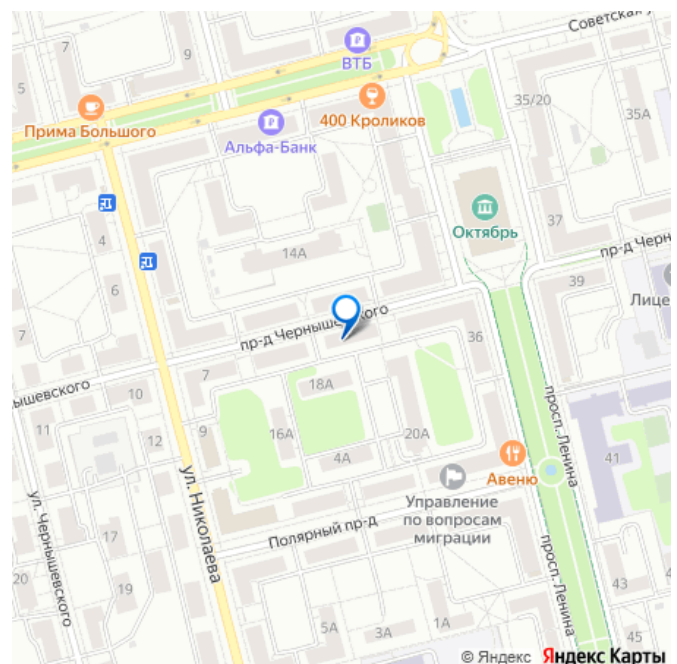 Советская у
7
9
ВТБ
5
35/20
35А
400 Кроликов
Прима Большого
Альфа-Банк
Октябрь
37
4
14А
пр-д Черн
6
39
Лице
пр-д Черныше
кого
36
ышевского
7
18А
10
11
12
9
16А
20А
просп. Ленина
4А
41
Авеню
ул. Николаева
Управление
по вопросам
миграции
ул. Чернышевского
17
Полярный пр-д
20
19
просп. Ленина
43
5А
3А
1А
45
© Яндекс Яндекс Карты